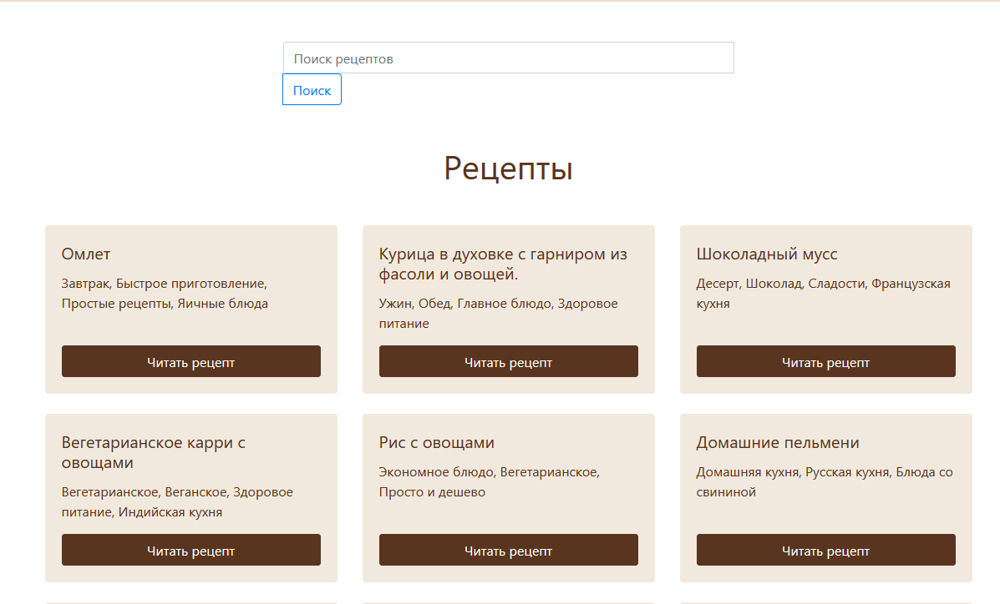 Поиск рецептов
Поиск
Рецепты
Омлет
Завтрак, Быстрое приготовление,
Простые рецепты, Яичные блюда
Читать рецепт
Курица в духовке с гарниром из
фасоли и овощей.
Ужин, Обед, Главное блюдо, Здоровое
питание
Читать рецепт
Шоколадный мусс
Десерт, Шоколад, Сладости, Французская
кухня
Читать рецепт
Вегетарианское карри с
овощами
Вегетарианское, Веганское, Здоровое
питание, Индийская кухня
Читать рецепт
Рис с овощами
Экономное блюдо, Вегетарианское,
Просто и дешево
Читать рецепт
Домашние пельмени
Домашняя кухня, Русская кухня, Блюда со
свининой
Читать рецепт